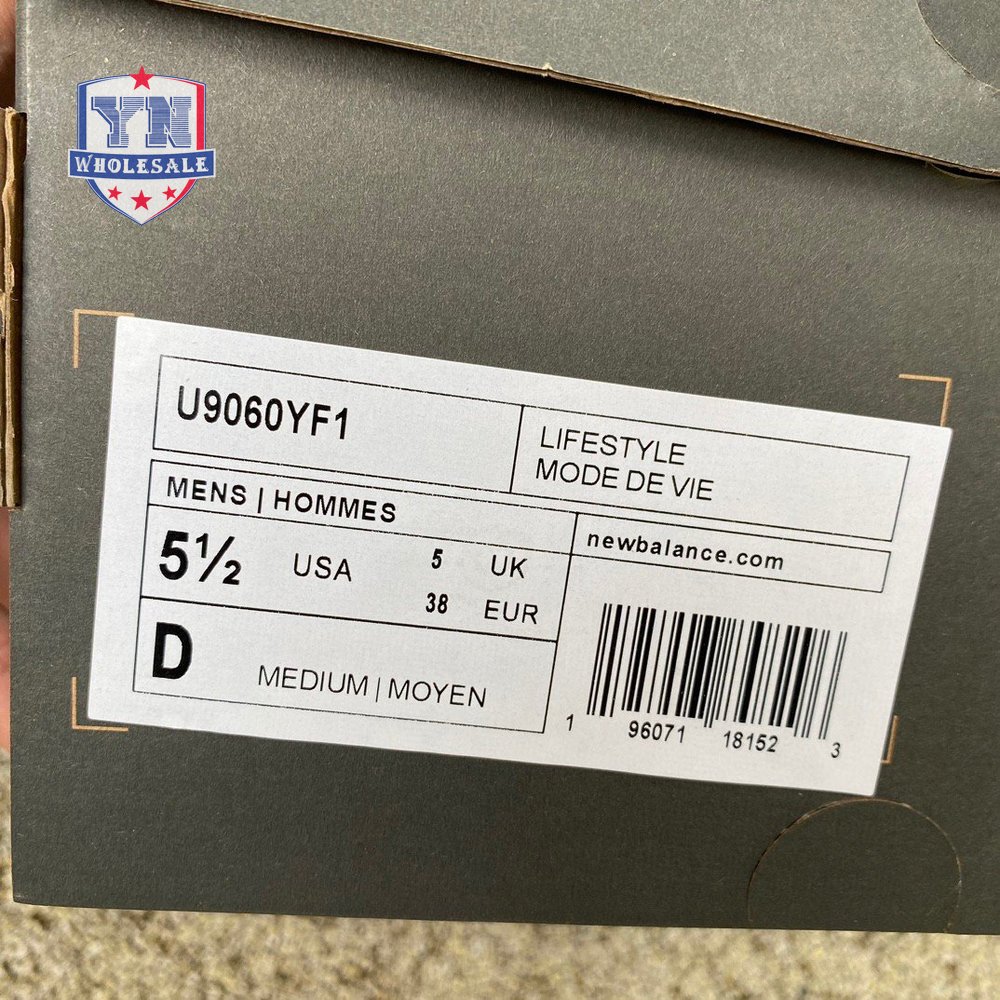 YN
WHOLESALE
U9060YF1
LIFESTYLE
MODE DE VIE
MENS | HOMMES
newbalance.com
5½ USA 5 UK
38 EUR
D MEDIUM | MOYEN
1 96071 18152 3